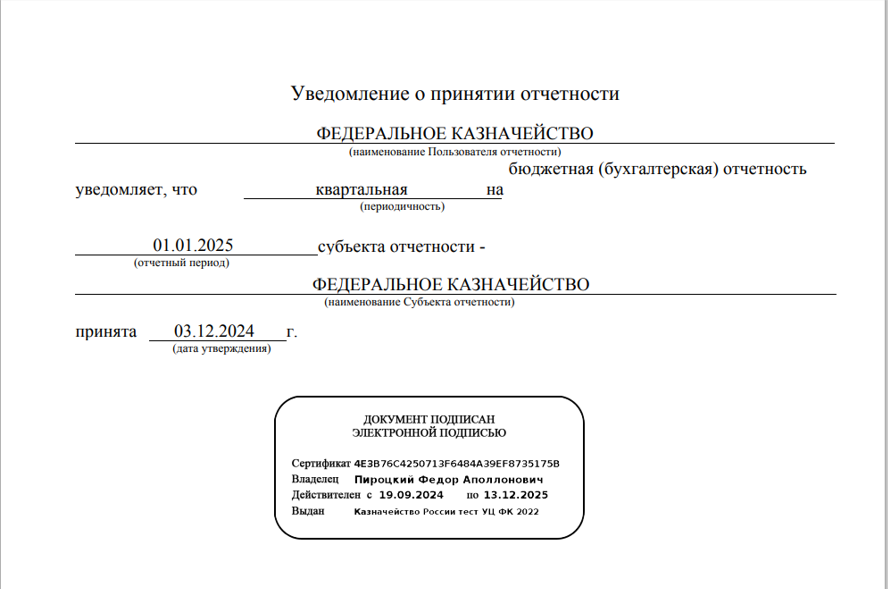 Уведомление о принятии отчетности
ФЕДЕРАЛЬНОЕ КАЗНАЧЕЙСТВО
(наименование Пользователя отчетности)
бюджетная (бухгалтерская) отчетность
уведомляет, что квартальная на
(периодичность)
01.01.2025 субъекта отчетности -
(отчетный период)
ФЕДЕРАЛЬНОЕ КАЗНАЧЕЙСТВО
(наименование Субъекта отчетности)
принята 03.12.2024 г.
(дата утверждения)
ДОКУМЕНТ ПОДПИСАН
ЭЛЕКТРОННОЙ ПОДПИСЬЮ
Сертификат 4E3B76C4250713F6484A39EF8735175B
Владелец Пироцкий Федор Аполлонович
Действителен с 19.09.2024 по 13.12.2025
Выдан Казначейство России тест УЦ ФК 2022